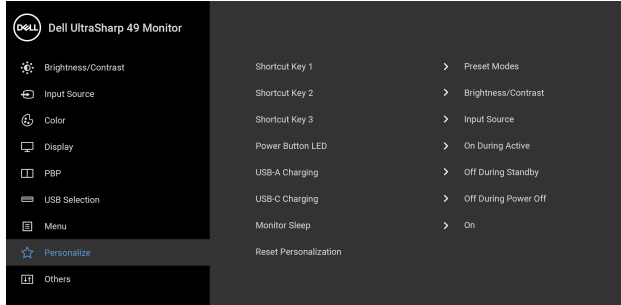 DELL Dell UltraSharp 49 Monitor
Brightness/Contrast
Input Source
Color
Display
PBP
USB Selection
Menu
Personalize
Others
Shortcut Key 1 > Preset Modes
Shortcut Key 2 > Brightness/Contrast
Shortcut Key 3 > Input Source
Power Button LED > On During Active
USB-A Charging > Off During Standby
USB-C Charging > Off During Power Off
Monitor Sleep > On
Reset Personalization